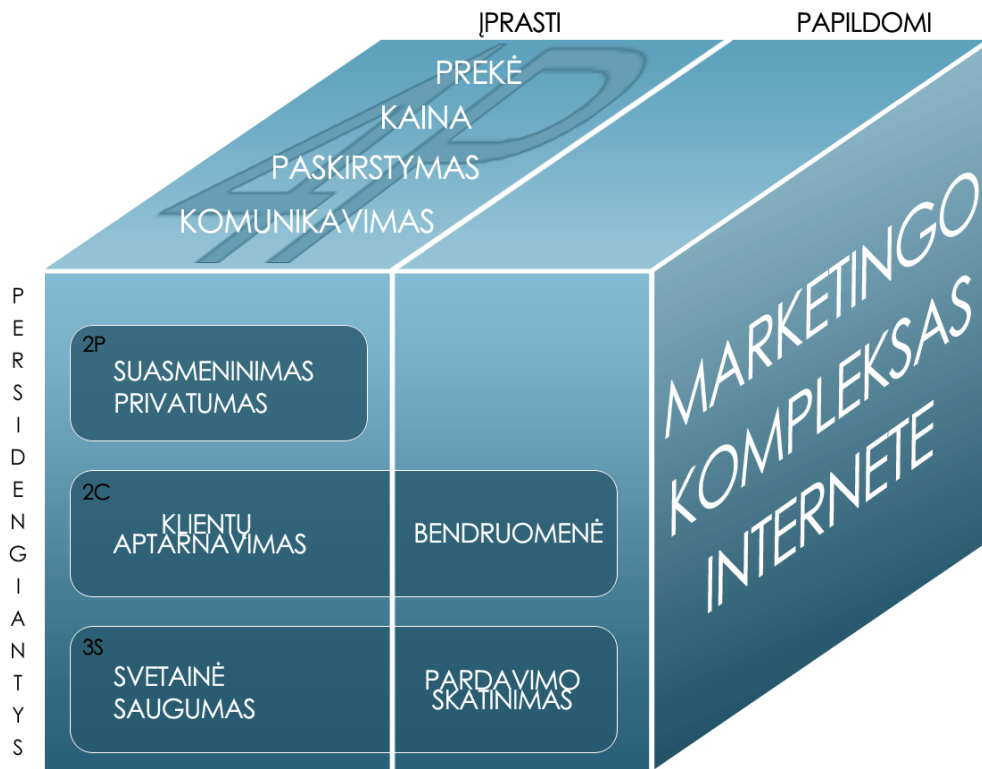 ĮPRASTI
PAPILDOMI
4P
PREKĖ
KAINA
PASKIRSTYMAS
KOMUNIKAVIMAS
PERSIDENGIANTYS
2P
SUASMENINIMAS
PRIVATUMAS
2C
KLIENTŲ
APTARNAVIMAS
BENDRUOMENĖ
3S
SVETAINĖ
SAUGUMAS
PARDAVIMO
SKATINIMAS
MARKETINGO
KOMPLEKSAS
INTERNETE